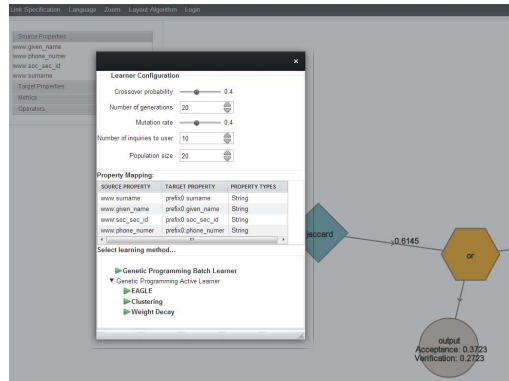 Link Specification Language Zoom Layout Algorithm Login
Source Properties
www.given_name
www.phone_numer
www.soc_sec_id
www.surname
Target Properties
Metrics
Operators
×
Learner Configuration
Crossover probability 0.4
Number of generations 20
Mutation rate 0.4
Number of inquiries to user 10
Population size 20
Property Mapping:
SOURCE PROPERTY TARGET PROPERTY PROPERTY TYPES
www.surname prefix0:surname String
www.given_name prefix0:given_name String
www.soc_sec_id prefix0:soc_sec_id String
www.phone_numer prefix0:phone_numer String
Select learning method...
Genetic Programming Batch Learner
Genetic Programming Active Learner
EAGLE
Clustering
Weight Decay
jaccard
0.6145
or
output
Acceptance: 0.3723
Verification: 0.2723